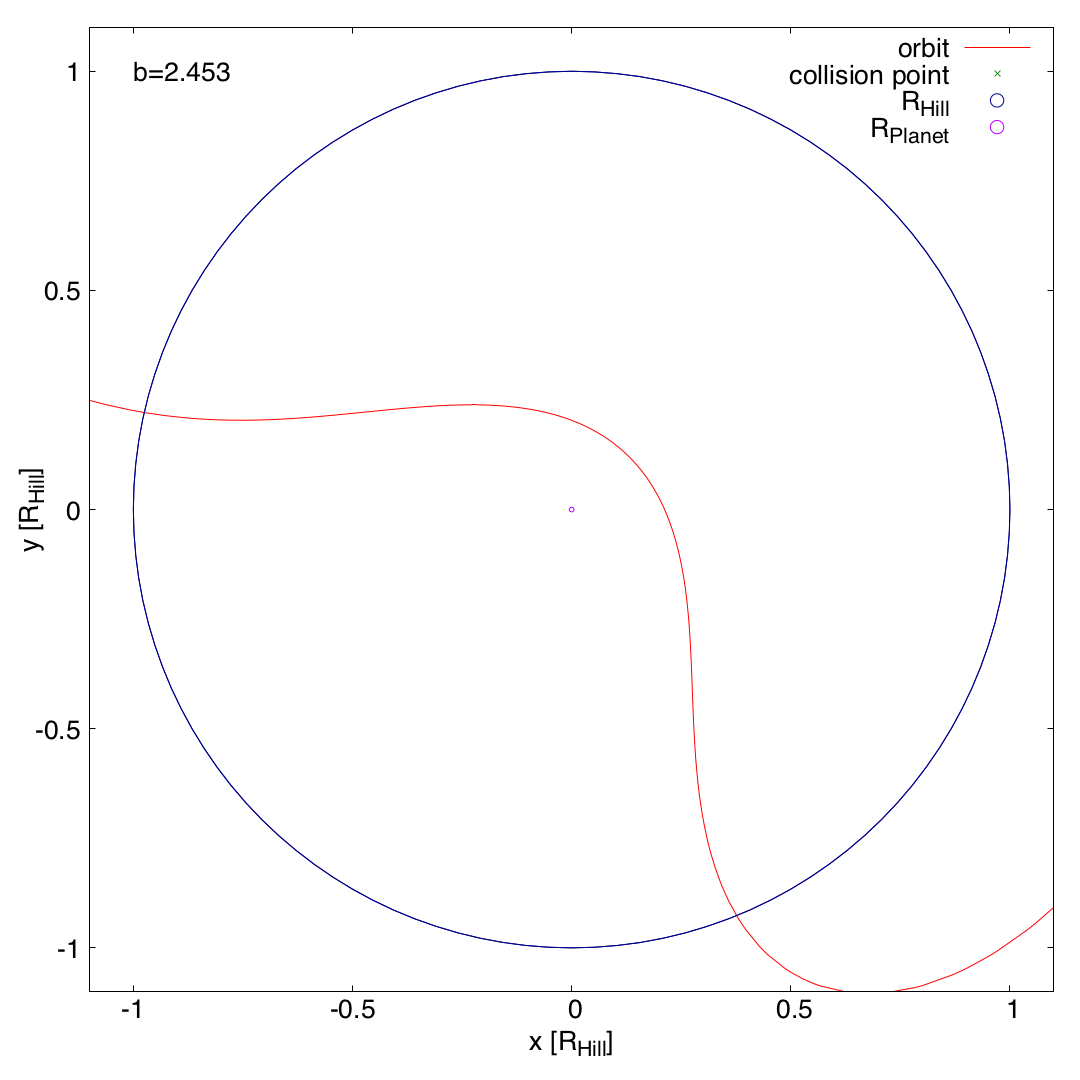 b=2.453
orbit
collision point
R_Hill
R_Planet
1
0.5
0
-0.5
-1
y [R_Hill]
-1 -0.5 0 0.5 1
x [R_Hill]